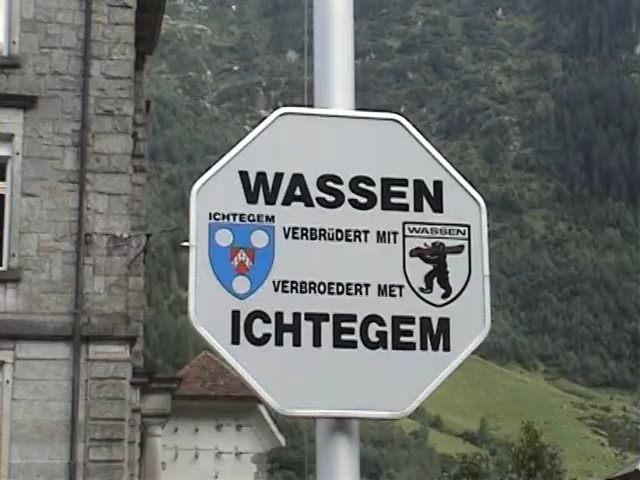 WASSEN
ICHTEGEM
VERBRüDERT MIT
WASSEN
VERBROEDERT MET
ICHTEGEM